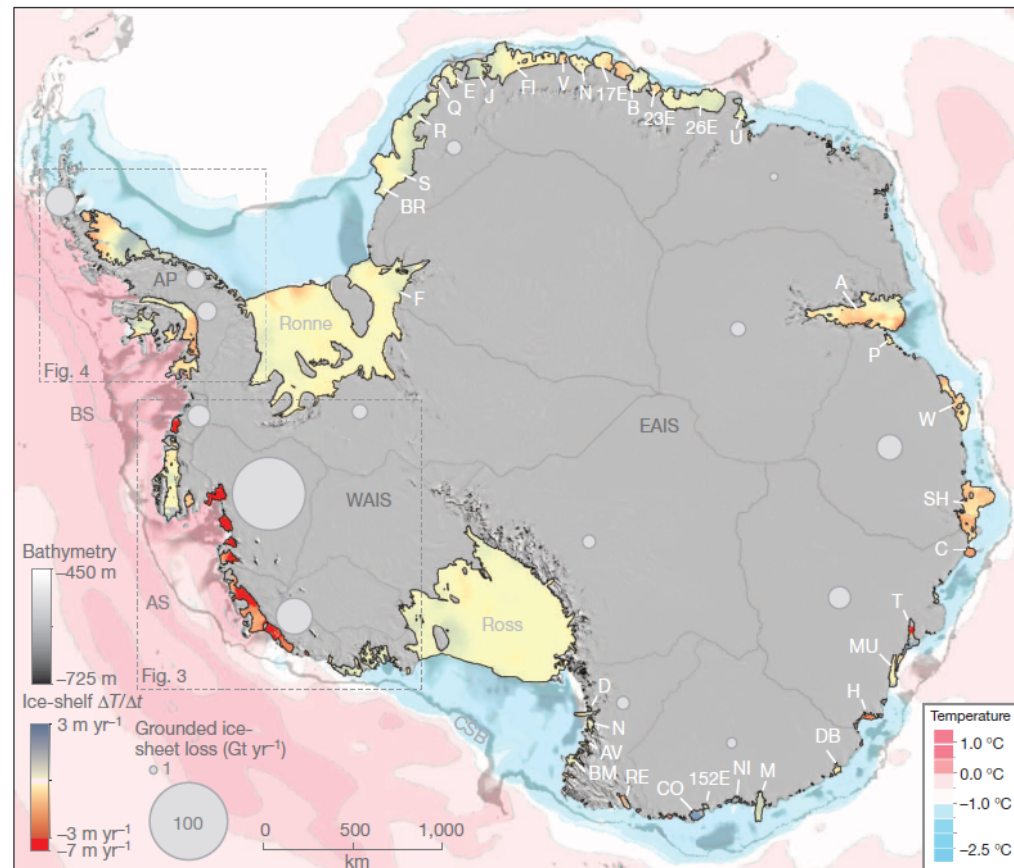 FI
V
N
17E
B
23E
26E
U
E
J
Q
R
S
BR
AP
F
A
Ronne
P
Fig. 4
BS
W
EAIS
WAIS
SH
C
Bathymetry
–450 m
AS
–725 m
Fig. 3
Ross
T
MU
H
D
N
AV
BM
RE
CO
152E
NI
M
DB
CSB
Ice-shelf ΔT/Δt
3 m yr⁻¹
–3 m yr⁻¹
–7 m yr⁻¹
Grounded ice-
sheet loss (Gt yr⁻¹)
1
100
0 500 1,000
km
Temperature
1.0 °C
0.0 °C
–1.0 °C
–2.5 °C